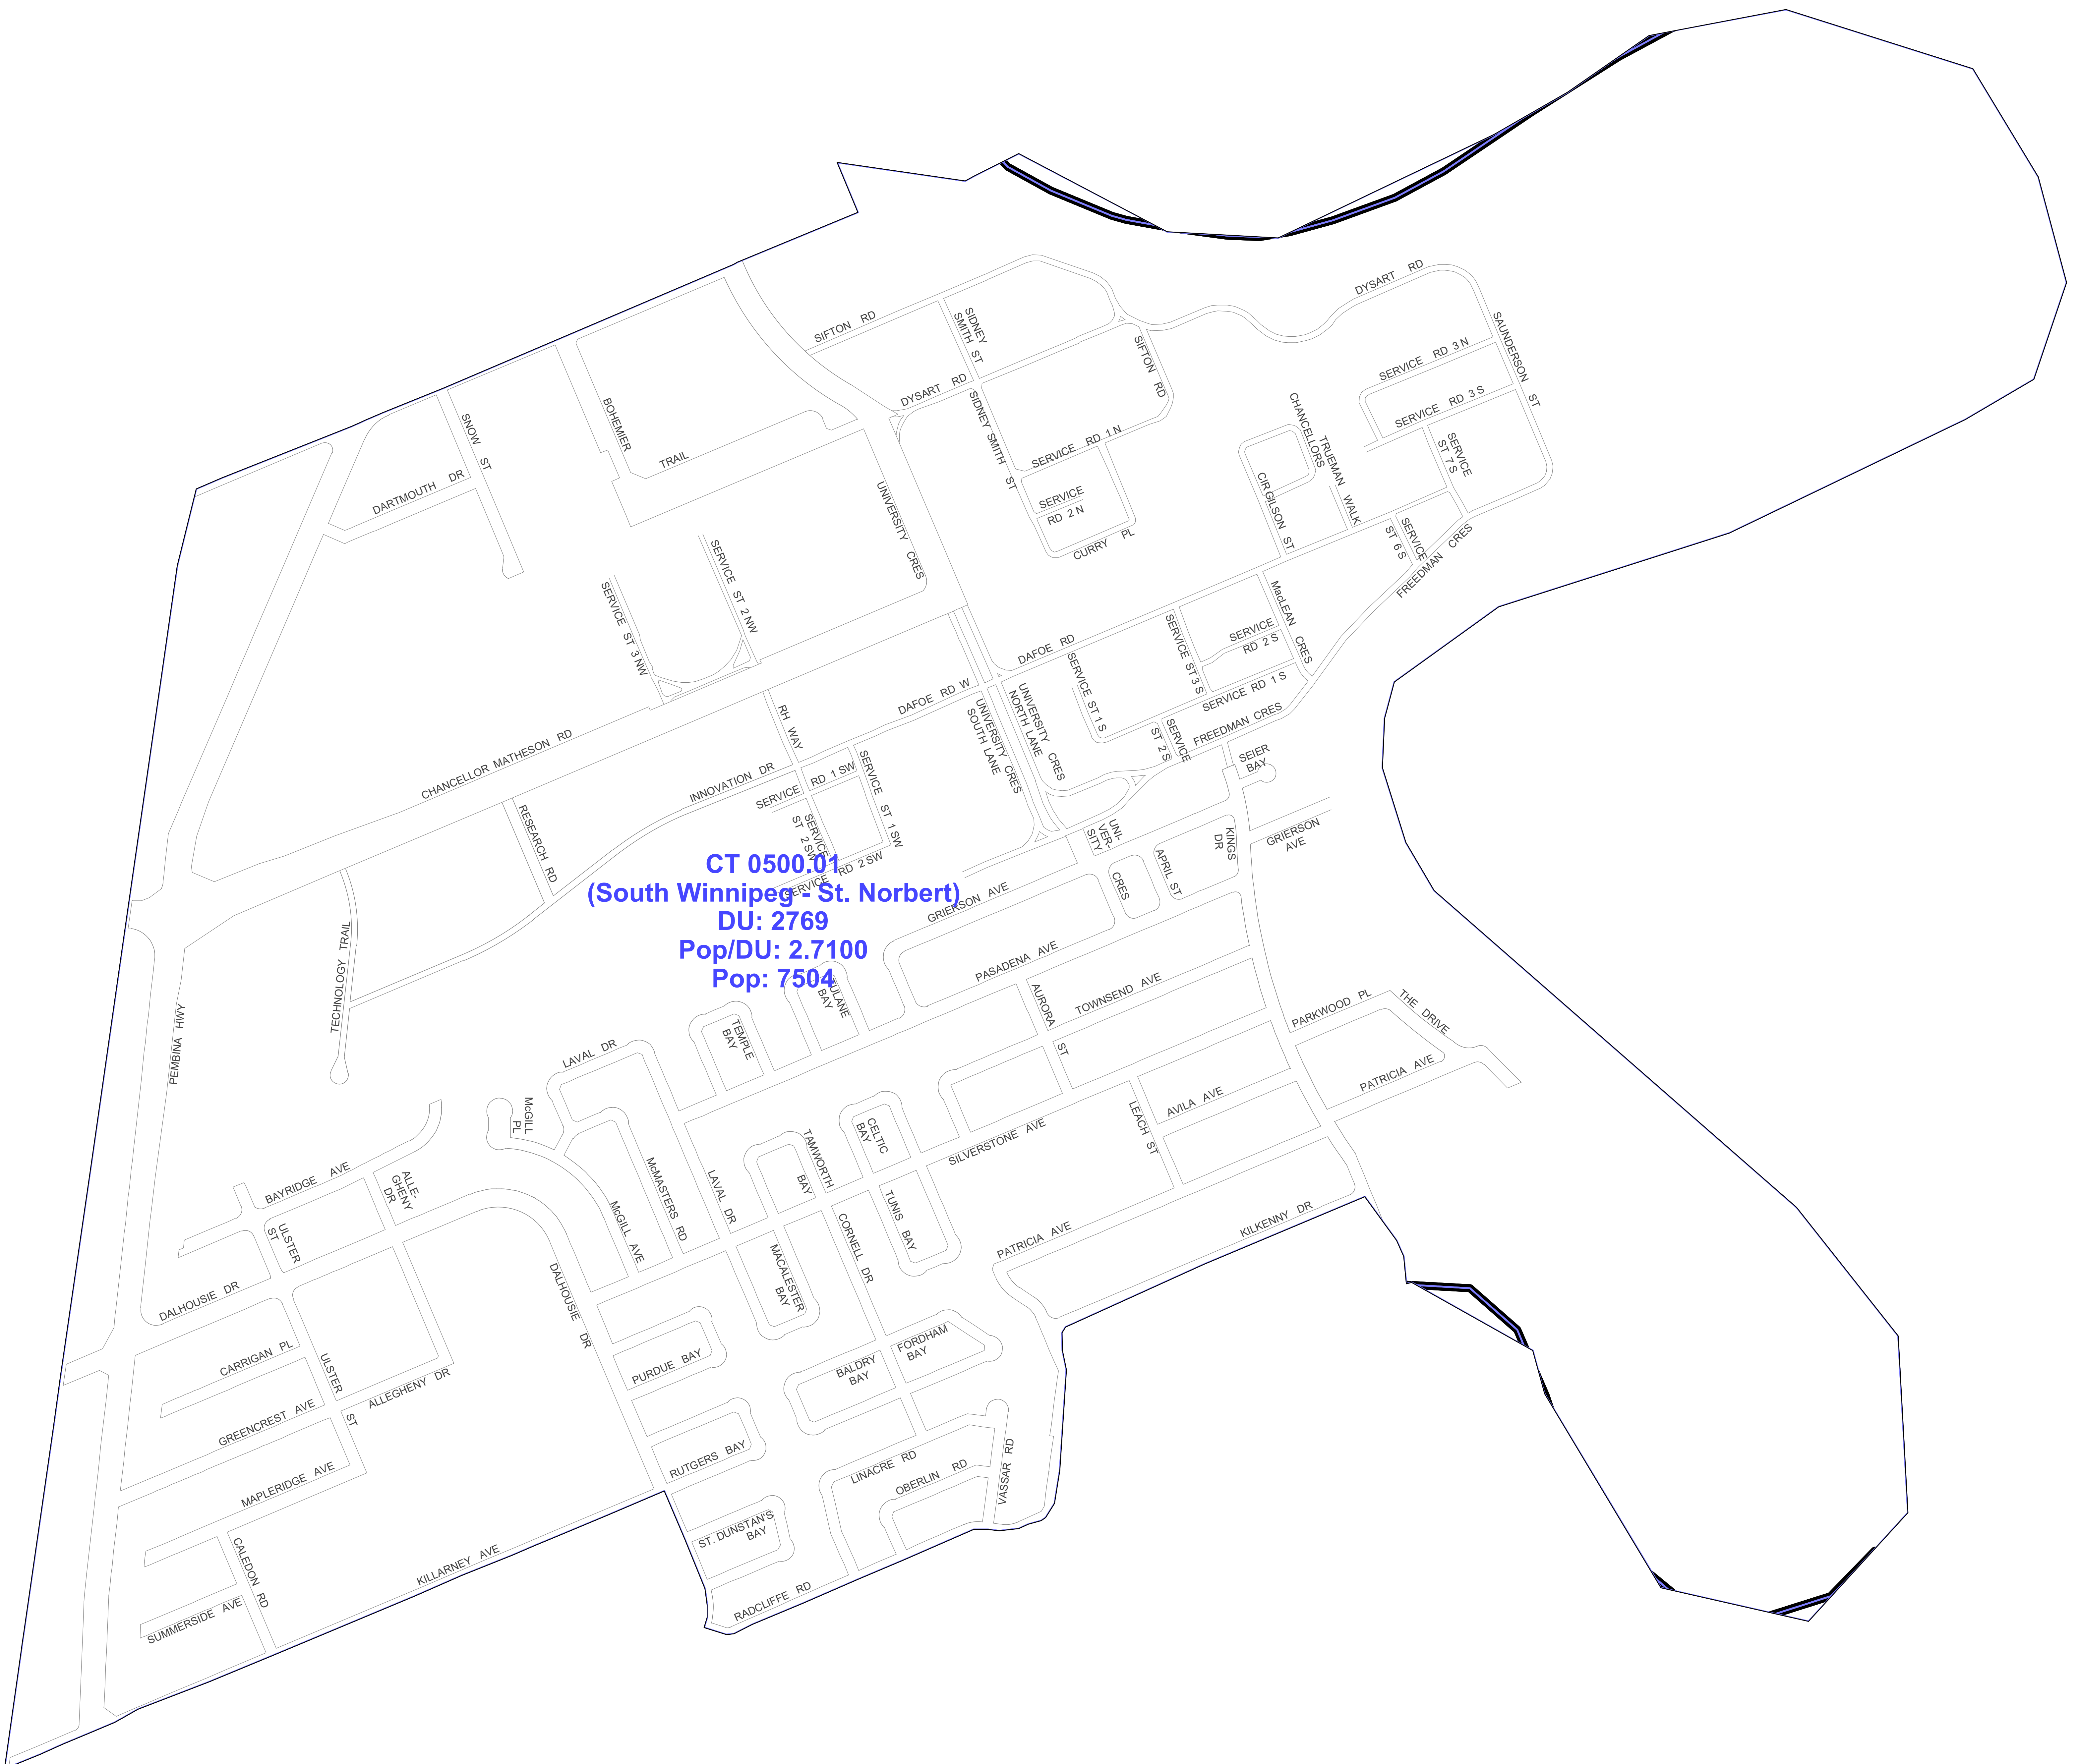 DYSART RD
SIFTON RD
SIDNEY
SMITH ST
SAUNDERSON ST
SIFTON RD
SERVICE RD 3 N
DYSART RD
SERVICE RD 3 S
BOHEMIER
TRAIL
SNOW ST
DARTMOUTH DR
SIDNEY SMITH ST
SERVICE RD 1 N
CHANCELLORS
TRUEMAN WALK
SERVICE
ST 7 S
SERVICE
RD 2 N
CURRY PL
CIR
GILSON ST
UNIVERSITY CRES
SERVICE
ST 6 S
FREEDMAN CRES
SERVICE ST 2 NW
SERVICE ST 3 NW
MacLEAN CRES
DAFOE RD
SERVICE ST 3 S
SERVICE
RD 2 S
SERVICE ST 1 S
SERVICE RD 1 S
DAFOE RD W
UNIVERSITY CRES
NORTH LANE
UNIVERSITY CRES
SOUTH LANE
FREEDMAN CRES
SERVICE
ST 2 S
RH WAY
CHANCELLOR MATHESON RD
SEIER
BAY
INNOVATION DR
SERVICE RD 1 SW
SERVICE ST 1 SW
SERVICE
ST 2 SW
RESEARCH RD
UNI-
VER-
SITY
CRES
KINGS
DR
GRIERSON
AVE
APRIL ST
CT 0500.01
(South Winnipeg - St. Norbert)
DU: 2769
Pop/DU: 2.7100
Pop: 7504
SERVICE RD 2 SW
GRIERSON AVE
TECHNOLOGY TRAIL
PASADENA AVE
TULANE
BAY
TOWNSEND AVE
AURORA ST
PARKWOOD PL
THE DRIVE
PEMBINA HWY
TEMPLE
BAY
LAVAL DR
PATRICIA AVE
McGILL
PL
AVILA AVE
LEACH ST
CELTIC
BAY
TAMWORTH
BAY
SILVERSTONE AVE
BAYRIDGE AVE
ALLE-
GHENY
DR
McMASTERS RD
LAVAL DR
McGILL AVE
TUNIS BAY
CORNELL DR
KILKENNY DR
PATRICIA AVE
ULSTER
ST
MACALESTER
BAY
DALHOUSIE DR
DALHOUSIE DR
CARRIGAN PL
PURDUE BAY
FORDHAM
BAY
BALDRY
BAY
ULSTER ST
ALLEGHENY DR
GREENCREST AVE
RUTGERS BAY
LINACRE RD
OBERLIN RD
VASSAR RD
MAPLERIDGE AVE
ST. DUNSTAN'S
BAY
CALEDON RD
KILLARNEY AVE
RADCLIFFE RD
SUMMERSIDE AVE